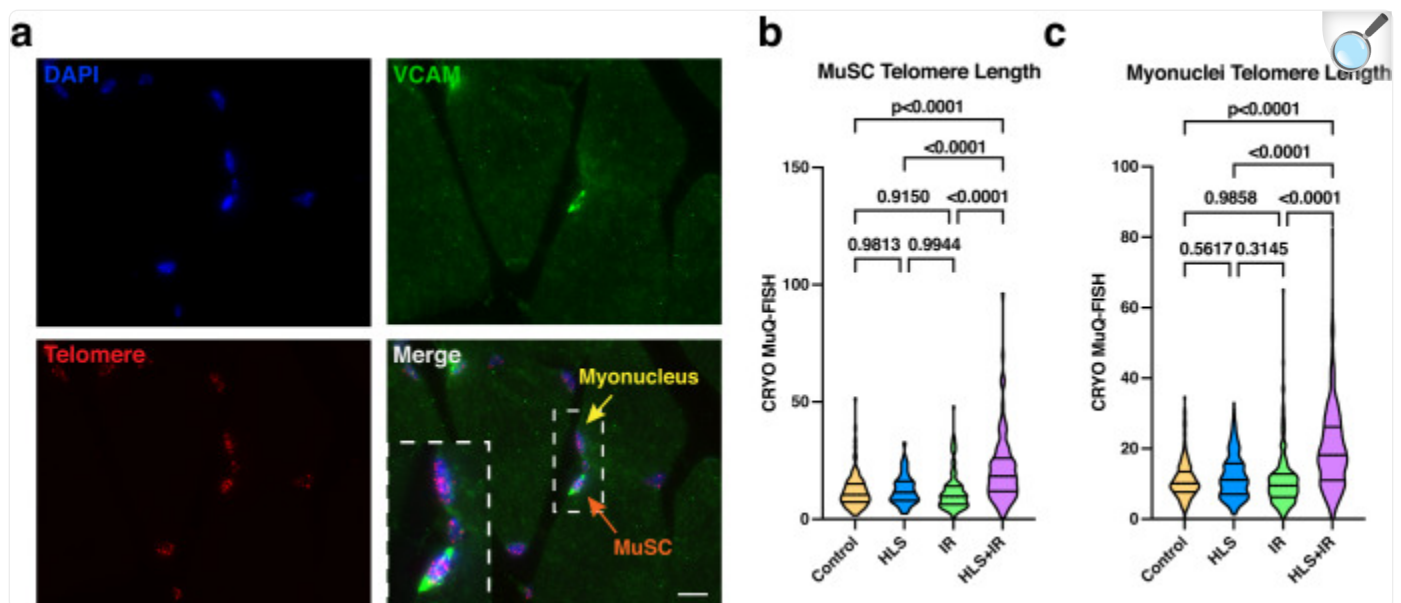 a
DAPI
VCAM
Telomere
Merge
Myonucleus
MuSC
b
MuSC Telomere Length
p<0.0001
<0.0001
0.9150 <0.0001
0.9813 0.9944
CRYO MuQ-FISH
150
100
50
0
Control
HLS
IR
HLS+IR
c
Myonuclei Telomere Length
p<0.0001
<0.0001
0.9858 <0.0001
0.5617 0.3145
CRYO MuQ-FISH
100
80
60
40
20
0
Control
HLS
IR
HLS+IR